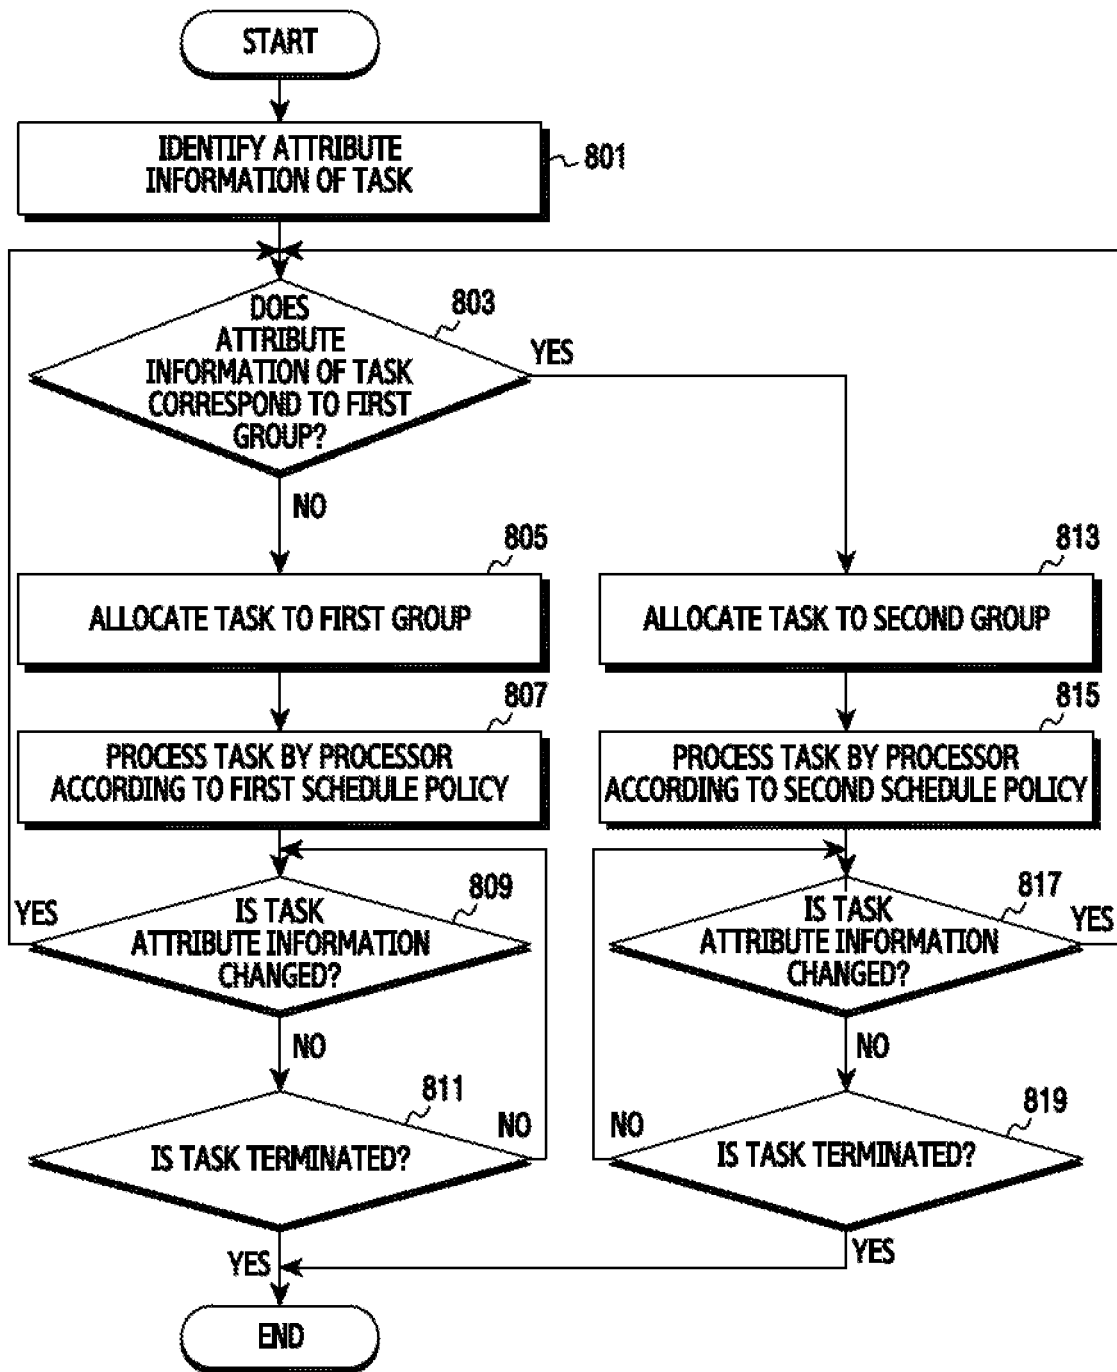 START
IDENTIFY ATTRIBUTE
INFORMATION OF TASK
801
DOES
ATTRIBUTE
INFORMATION OF TASK
CORRESPOND TO FIRST
GROUP?
803
YES
NO
805
ALLOCATE TASK TO FIRST GROUP
813
ALLOCATE TASK TO SECOND GROUP
807
PROCESS TASK BY PROCESSOR
ACCORDING TO FIRST SCHEDULE POLICY
815
PROCESS TASK BY PROCESSOR
ACCORDING TO SECOND SCHEDULE POLICY
809
YES
IS TASK
ATTRIBUTE INFORMATION
CHANGED?
NO
817
YES
IS TASK
ATTRIBUTE INFORMATION
CHANGED?
NO
811
NO
IS TASK TERMINATED?
YES
819
NO
IS TASK TERMINATED?
YES
END